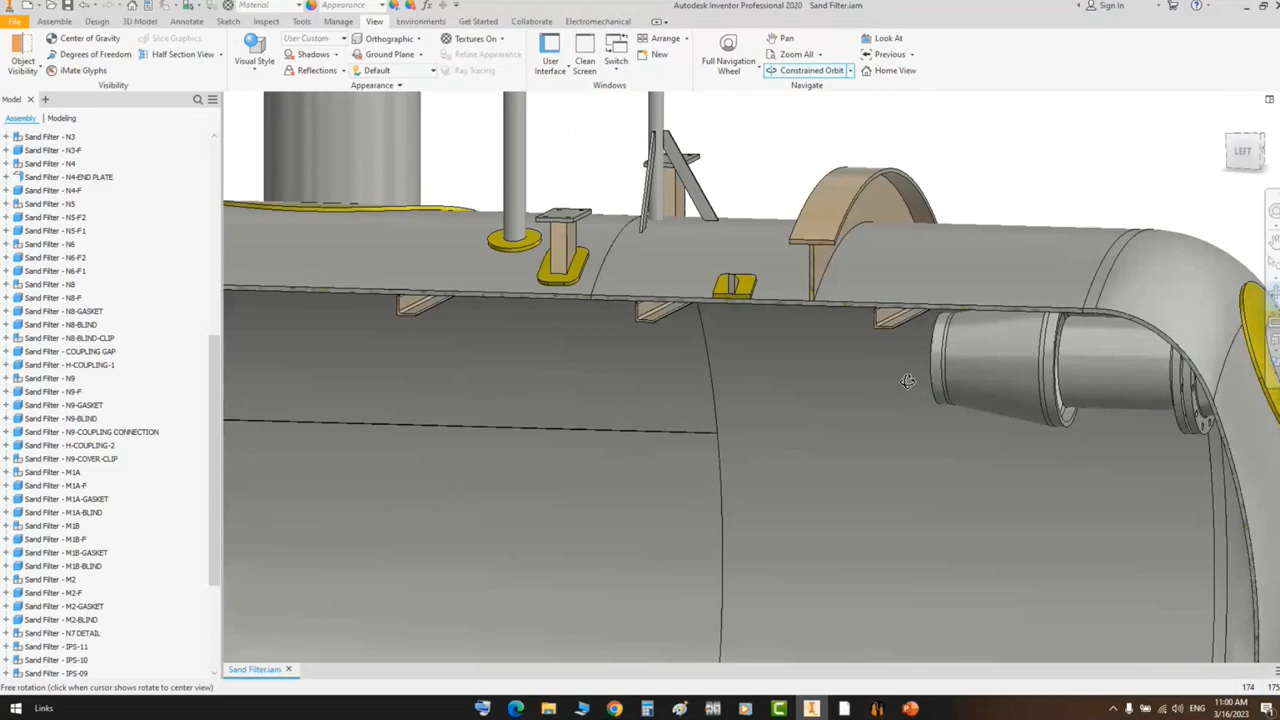 Material
Appearance
Autodesk Inventor Professional 2020 Sand Filter.iam
Sign In
File Assembly Design 3D Model Sketch Annotate Inspect Tools Manage View Environments Get Started Collaborate Electromechanical
Object Visibility
Center of Gravity
Degrees of Freedom
iMate Glyphs
Slice Graphics
Half Section View
Visibility
Visual Style
User Custom
Shadows
Reflections
Orthographic
Ground Plane
Default
Textures On
Refine Appearance
Ray Tracing
Appearance
User Interface
Clean Screen
Switch
Arrange
New
Windows
Full Navigation Wheel
Pan
Zoom All
Constrained Orbit
Look At
Previous
Home View
Navigate
Model
Assembly Modeling
Sand Filter - N3
Sand Filter - N3-F
Sand Filter - N4
Sand Filter - N4-END PLATE
Sand Filter - N4-F
Sand Filter - N5
Sand Filter - N5-F2
Sand Filter - N5-F1
Sand Filter - N6
Sand Filter - N6-F2
Sand Filter - N6-F1
Sand Filter - N8
Sand Filter - N8-F
Sand Filter - N8-GASKET
Sand Filter - N8-BLIND
Sand Filter - N8-BLIND-CLIP
Sand Filter - COUPLING GAP
Sand Filter - H-COUPLING-1
Sand Filter - N9
Sand Filter - N9-F
Sand Filter - N9-GASKET
Sand Filter - N9-BLIND
Sand Filter - N9-COUPLING CONNECTION
Sand Filter - H-COUPLING-2
Sand Filter - N9-COVER-CLIP
Sand Filter - M1A
Sand Filter - M1A-F
Sand Filter - M1A-GASKET
Sand Filter - M1A-BLIND
Sand Filter - M1B
Sand Filter - M1B-F
Sand Filter - M1B-GASKET
Sand Filter - M1B-BLIND
Sand Filter - M2
Sand Filter - M2-F
Sand Filter - M2-GASKET
Sand Filter - M2-BLIND
Sand Filter - N7 DETAIL
Sand Filter - IPS-11
Sand Filter - IPS-10
Sand Filter - IPS-09
LEFT
Sand Filter.iam
Free rotation (click when cursor shows rotate to center view)
174 175
Links
11:00 AM
3/16/2023